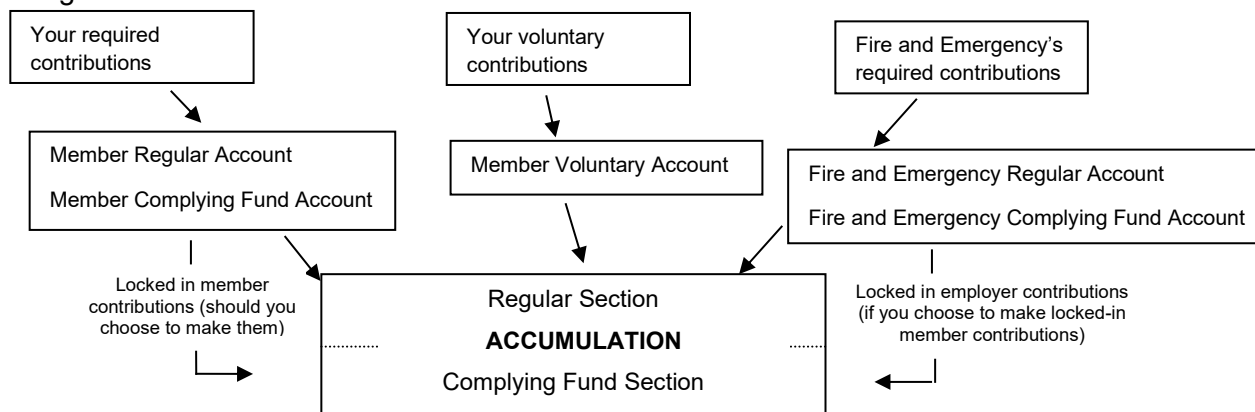 Your required
contributions
Your voluntary
contributions
Fire and Emergency’s
required contributions
Member Regular Account
Member Complying Fund Account
Member Voluntary Account
Fire and Emergency Regular Account
Fire and Emergency Complying Fund Account
Locked in member
contributions (should you
choose to make them)
Regular Section
ACCUMULATION
Complying Fund Section
Locked in employer contributions
(if you choose to make locked-in
member contributions)